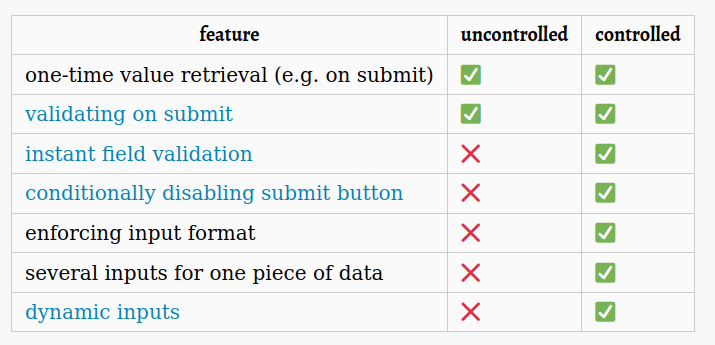 feature uncontrolled controlled
one-time value retrieval (e.g. on submit) ✅ ✅
validating on submit ✅ ✅
instant field validation ❌ ✅
conditionally disabling submit button ❌ ✅
enforcing input format ❌ ✅
several inputs for one piece of data ❌ ✅
dynamic inputs ❌ ✅